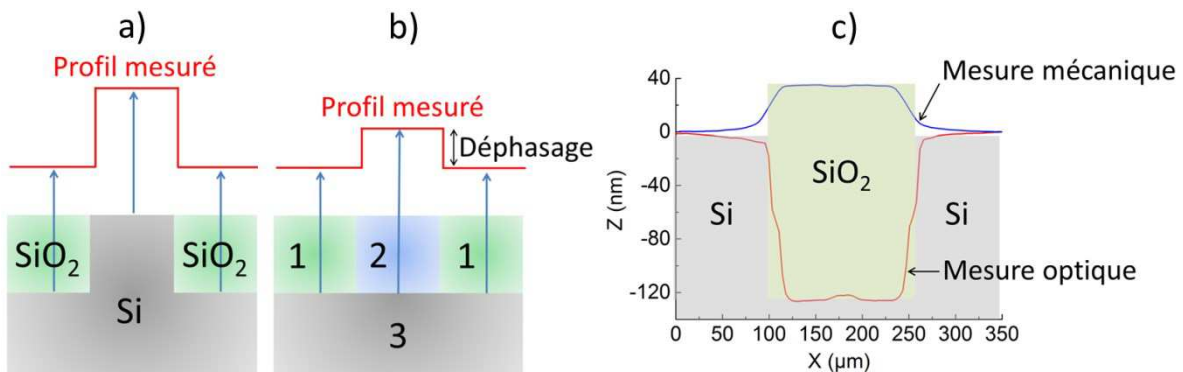 a)
Profil mesuré
SiO2
SiO2
Si
b)
Profil mesuré
Déphasage
1
2
1
3
c)
40
0
-40
-80
-120
Z (nm)
Mesure mécanique
SiO2
Si
Si
Mesure optique
0
50
100
150
200
250
300
350
X (µm)